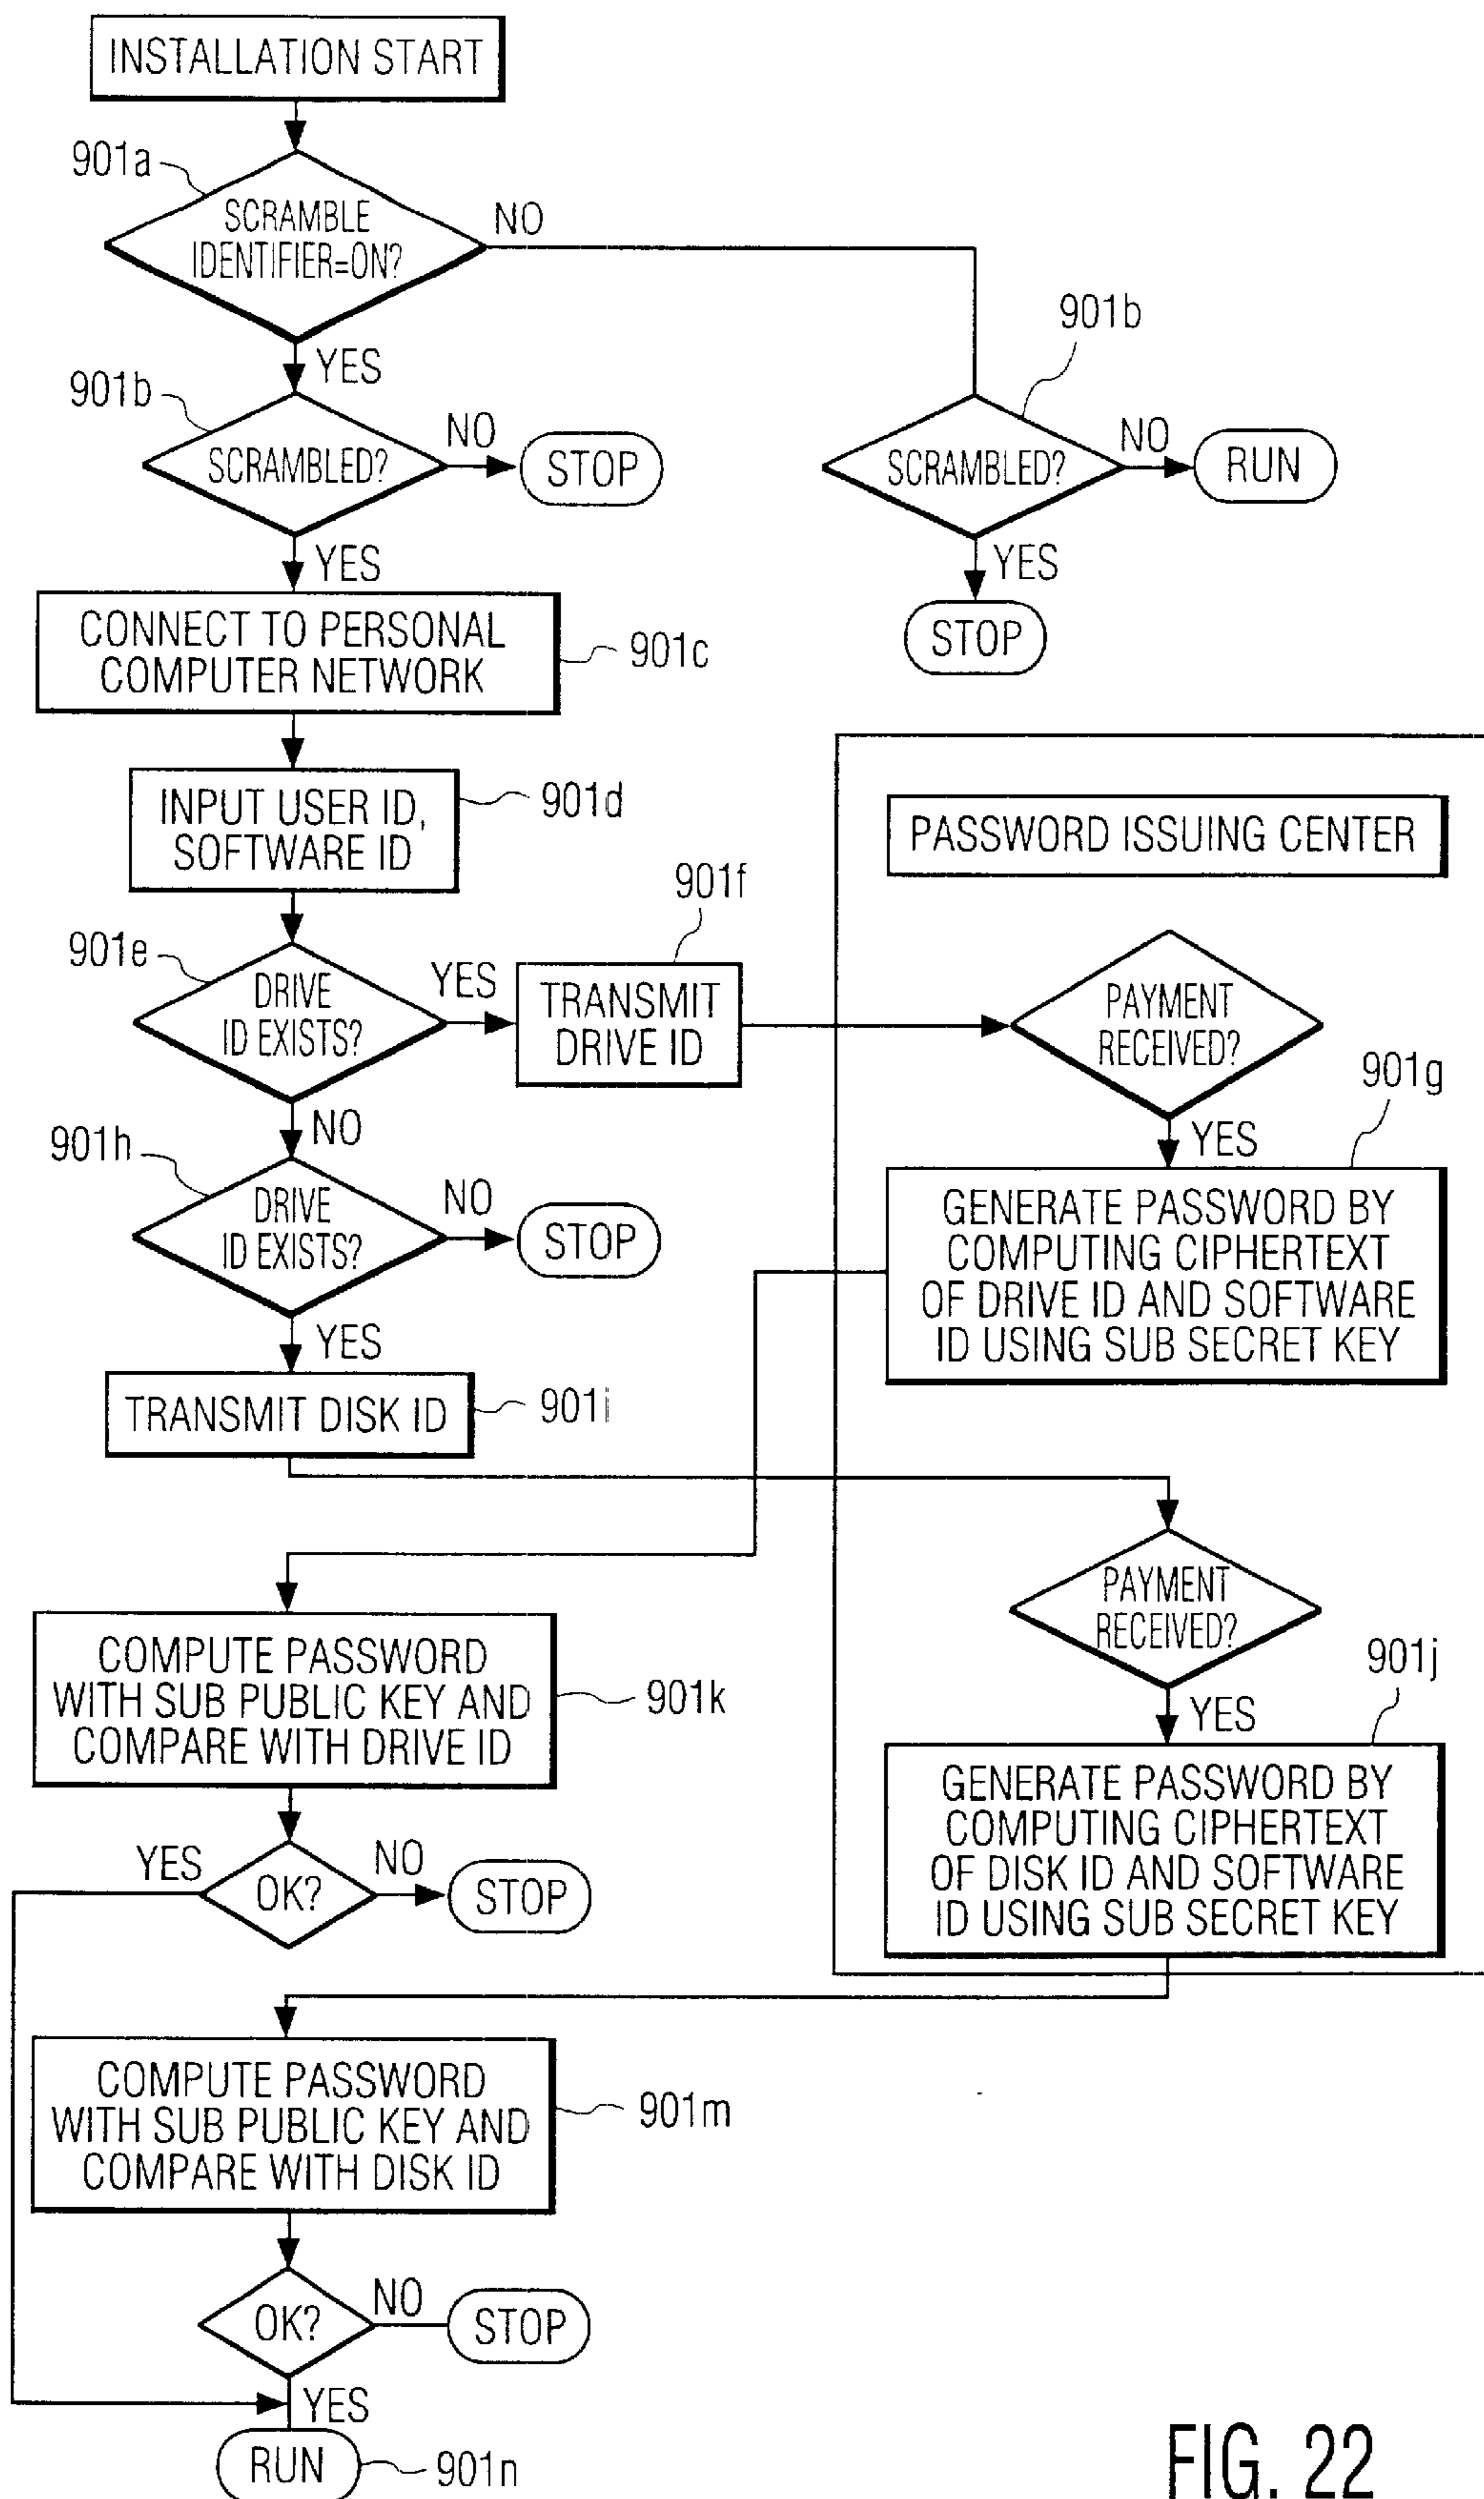 INSTALLATION START
901a
SCRAMBLE
IDENTIFIER=ON?
NO
901b
YES
901b
SCRAMBLED?
NO
STOP
SCRAMBLED?
NO
RUN
YES
YES
STOP
CONNECT TO PERSONAL
COMPUTER NETWORK
901c
INPUT USER ID,
SOFTWARE ID
901d
PASSWORD ISSUING CENTER
901f
901e
DRIVE
ID EXISTS?
YES
TRANSMIT
DRIVE ID
PAYMENT
RECEIVED?
901g
NO
YES
901h
DRIVE
ID EXISTS?
NO
STOP
GENERATE PASSWORD BY
COMPUTING CIPHERTEXT
OF DRIVE ID AND SOFTWARE
ID USING SUB SECRET KEY
YES
TRANSMIT DISK ID
901i
PAYMENT
RECEIVED?
901j
COMPUTE PASSWORD
WITH SUB PUBLIC KEY AND
COMPARE WITH DRIVE ID
901k
YES
GENERATE PASSWORD BY
COMPUTING CIPHERTEXT
OF DISK ID AND SOFTWARE
ID USING SUB SECRET KEY
YES
OK?
NO
STOP
COMPUTE PASSWORD
WITH SUB PUBLIC KEY AND
COMPARE WITH DISK ID
901m
OK?
NO
STOP
YES
RUN
901n
FIG. 22